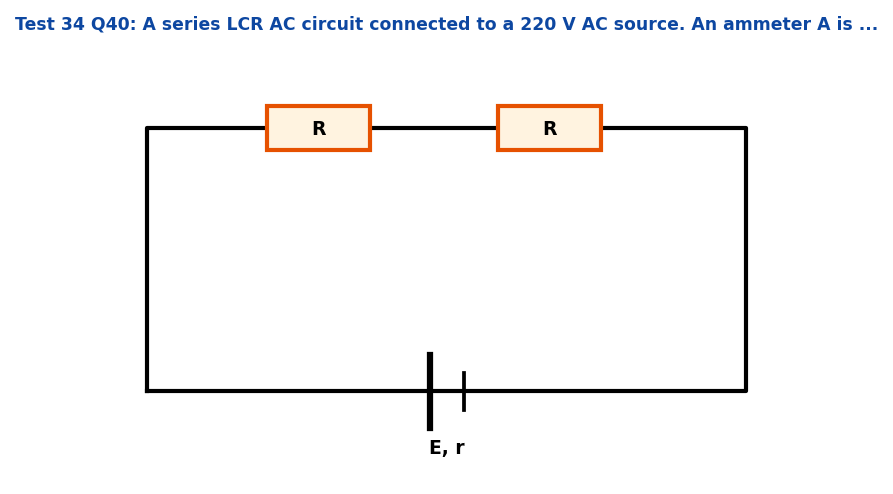 Test 34 Q40: A series LCR AC circuit connected to a 220 V AC source. An ammeter A is ...
R R
E, r